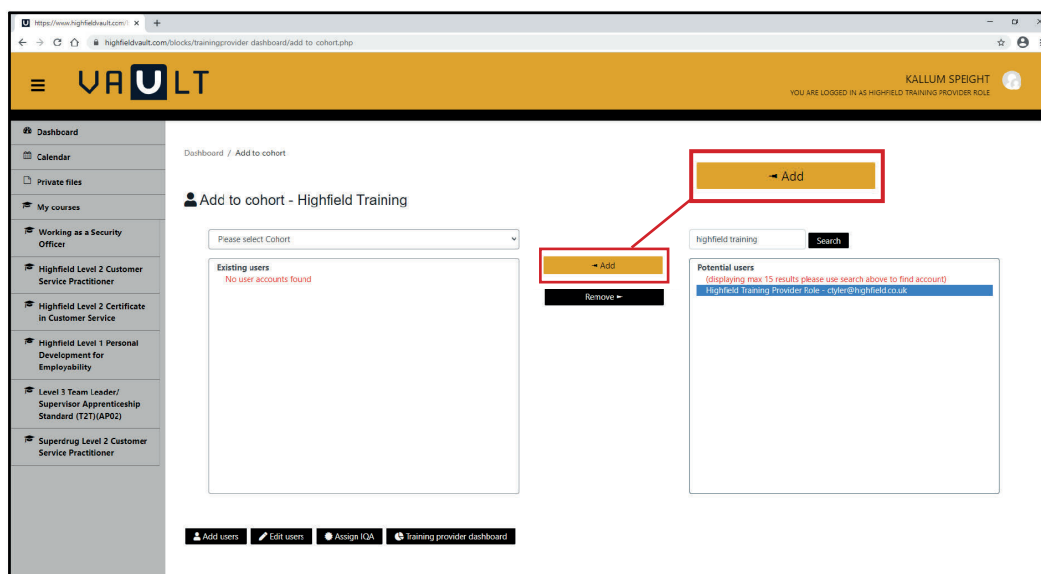 https://www.highfieldvault.com/
highfieldvault.com/blocks/trainingprovider dashboard/add to cohort.php
VAULT
KALLUM SPEIGHT
YOU ARE LOGGED IN AS HIGHFIELD TRAINING PROVIDER ROLE
Dashboard
Calendar
Private files
My courses
Working as a Security
Officer
Highfield Level 2 Customer
Service Practitioner
Highfield Level 2 Certificate
in Customer Service
Highfield Level 1 Personal
Development for
Employability
Level 3 Team Leader/
Supervisor Apprenticeship
Standard (T2T)(AP02)
Superdrug Level 2 Customer
Service Practitioner
Dashboard / Add to cohort
Add to cohort - Highfield Training
Please select Cohort
Existing users
No user accounts found
Add
Remove
Add
highfield training
Search
Potential users
(displaying max 15 results please use search above to find account)
Highfield Training Provider Role - ctyler@highfield.co.uk
Add users
Edit users
Assign IQA
Training provider dashboard